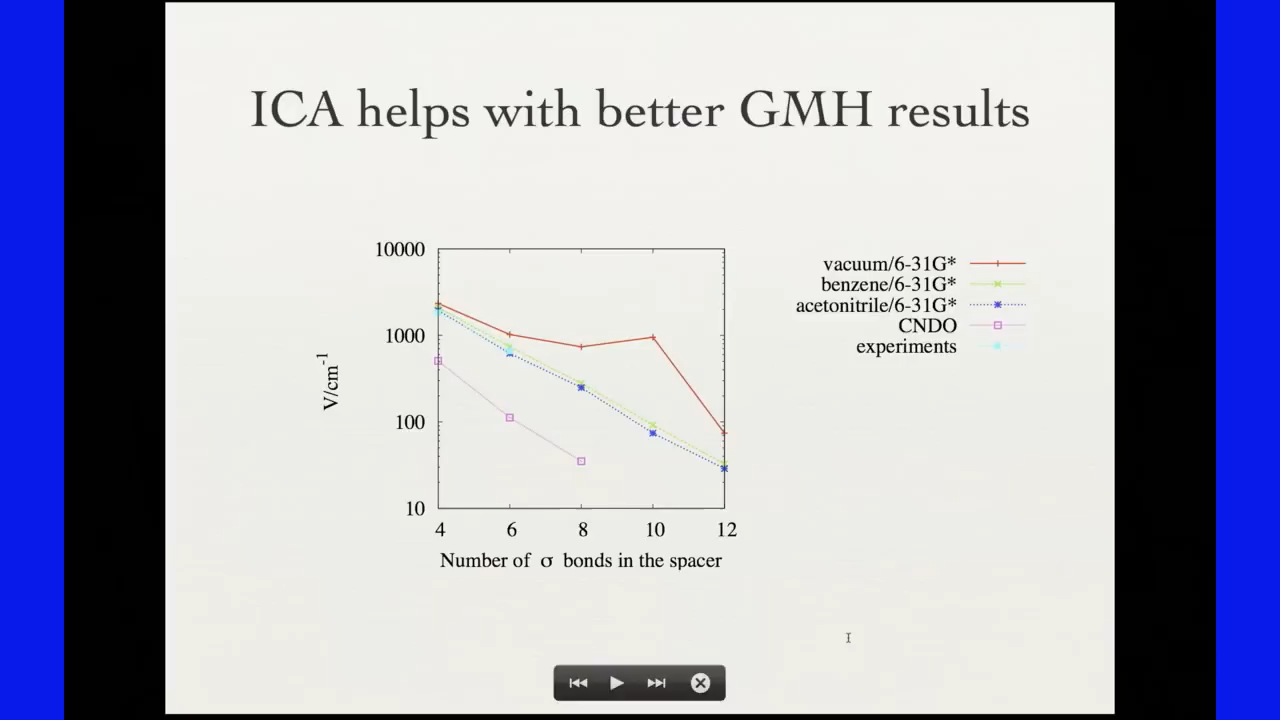 ICA helps with better GMH results
10000
1000
100
10
V/cm⁻¹
4 6 8 10 12
Number of σ bonds in the spacer
vacuum/6-31G*
benzene/6-31G*
acetonitrile/6-31G*
CNDO
experiments